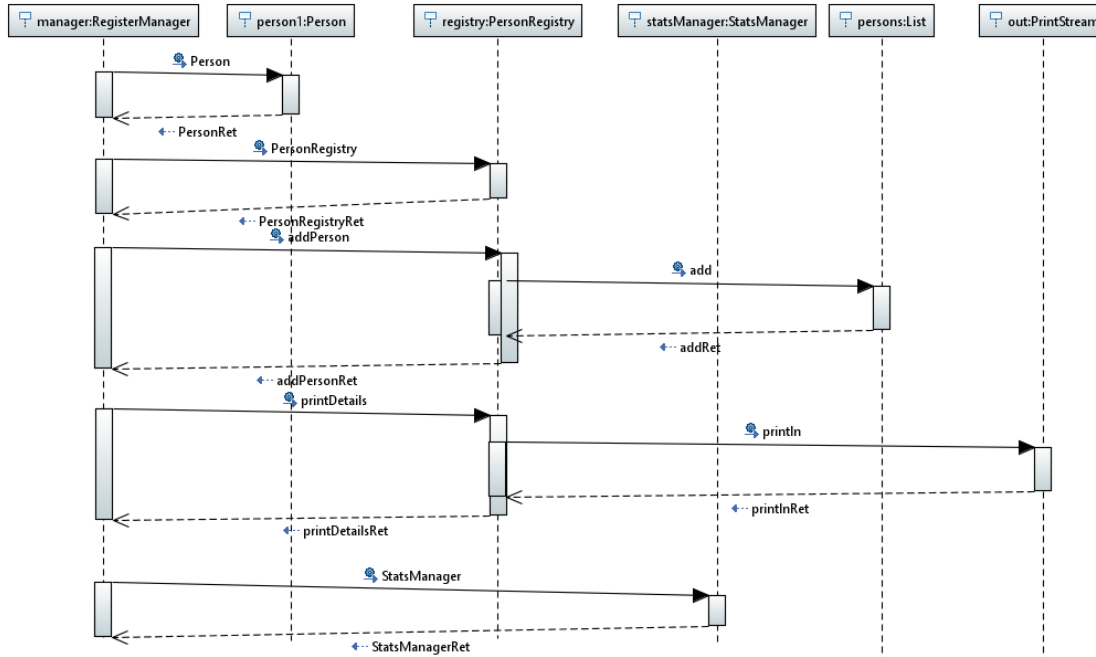 manager:RegisterManager
person1:Person
registry:PersonRegistry
statsManager:StatsManager
persons:List
out:PrintStream
Person
PersonRet
PersonRegistry
PersonRegistryRet
addPerson
add
addRet
addPersonRet
printDetails
println
printlnRet
printDetailsRet
StatsManager
StatsManagerRet